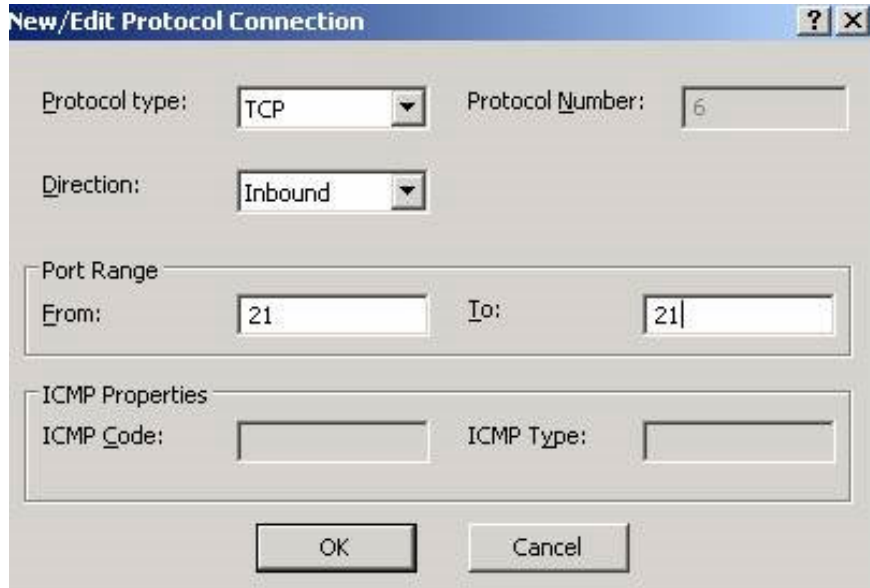 New/Edit Protocol Connection
Protocol type: TCP Protocol Number: 6
Direction: Inbound
Port Range
From: 21 To: 21
ICMP Properties
ICMP Code: ICMP Type:
OK Cancel